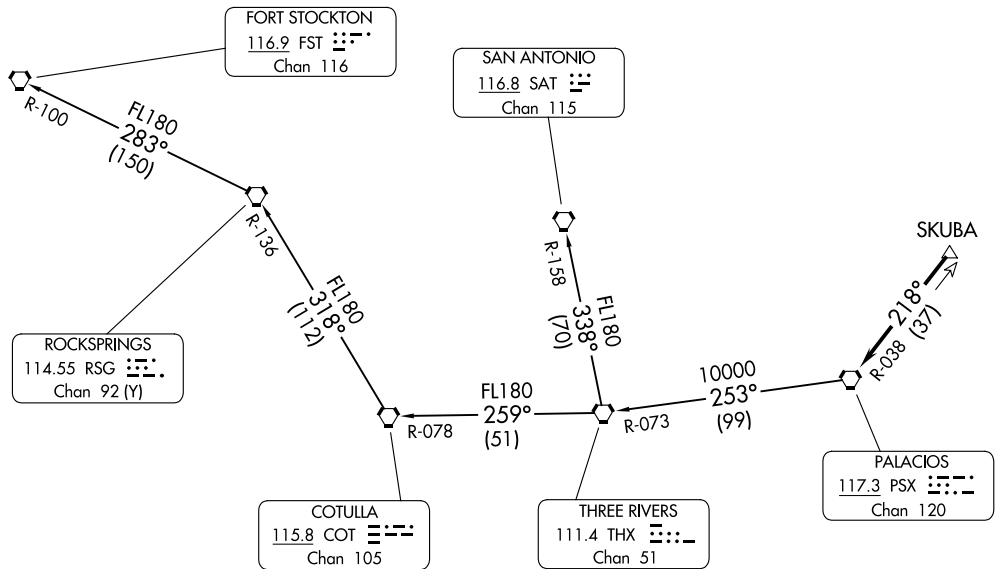 FORT STOCKTON
116.9 FST
Chan 116
SAN ANTONIO
116.8 SAT
Chan 115
R-100
FL180
283°
(150)
R-136
SKUBA
R-158
FL180
338°
(70)
218°
(37)
R-038
FL180
318°
(112)
ROCKSPRINGS
114.55 RSG
Chan 92 (Y)
10000
253°
(99)
R-073
FL180
259°
(51)
R-078
PALACIOS
117.3 PSX
Chan 120
COTULLA
115.8 COT
Chan 105
THREE RIVERS
111.4 THX
Chan 51